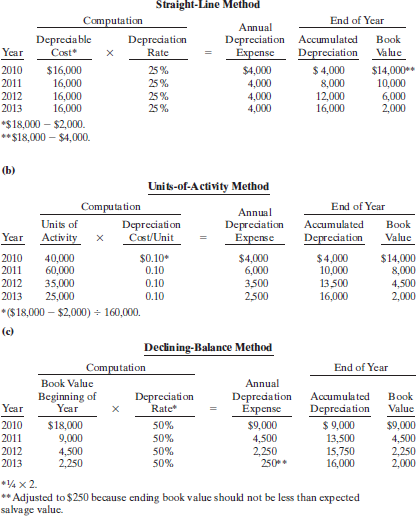 Straight-Line Method
Computation End of Year
Annual
Depreciable Depreciation Depreciation Accumulated Book
Year Cost* × Rate = Expense Depreciation Value
2010 $16,000 25% $4,000 $ 4,000 $14,000**
2011 16,000 25% 4,000 8,000 10,000
2012 16,000 25% 4,000 12,000 6,000
2013 16,000 25% 4,000 16,000 2,000
*$18,000 – $2,000.
**$18,000 – $4,000.
(b)
Units-of-Activity Method
Computation End of Year
Annual
Units of Depreciation Depreciation Accumulated Book
Year Activity × Cost/Unit = Expense Depreciation Value
2010 40,000 $0.10* $4,000 $4,000 $14,000
2011 60,000 0.10 6,000 10,000 8,000
2012 35,000 0.10 3,500 13,500 4,500
2013 25,000 0.10 2,500 16,000 2,000
*($18,000 – $2,000) ÷ 160,000.
(c)
Declining-Balance Method
Computation End of Year
Book Value
Beginning of Annual
Depreciation Depreciation Accumulated Book
Year Year × Rate* = Expense Depreciation Value
2010 $18,000 50% $9,000 $ 9,000 $9,000
2011 9,000 50% 4,500 13,500 4,500
2012 4,500 50% 2,250 15,750 2,250
2013 2,250 50% 250** 16,000 2,000
*¼ × 2.
**Adjusted to $250 because ending book value should not be less than expected
salvage value.